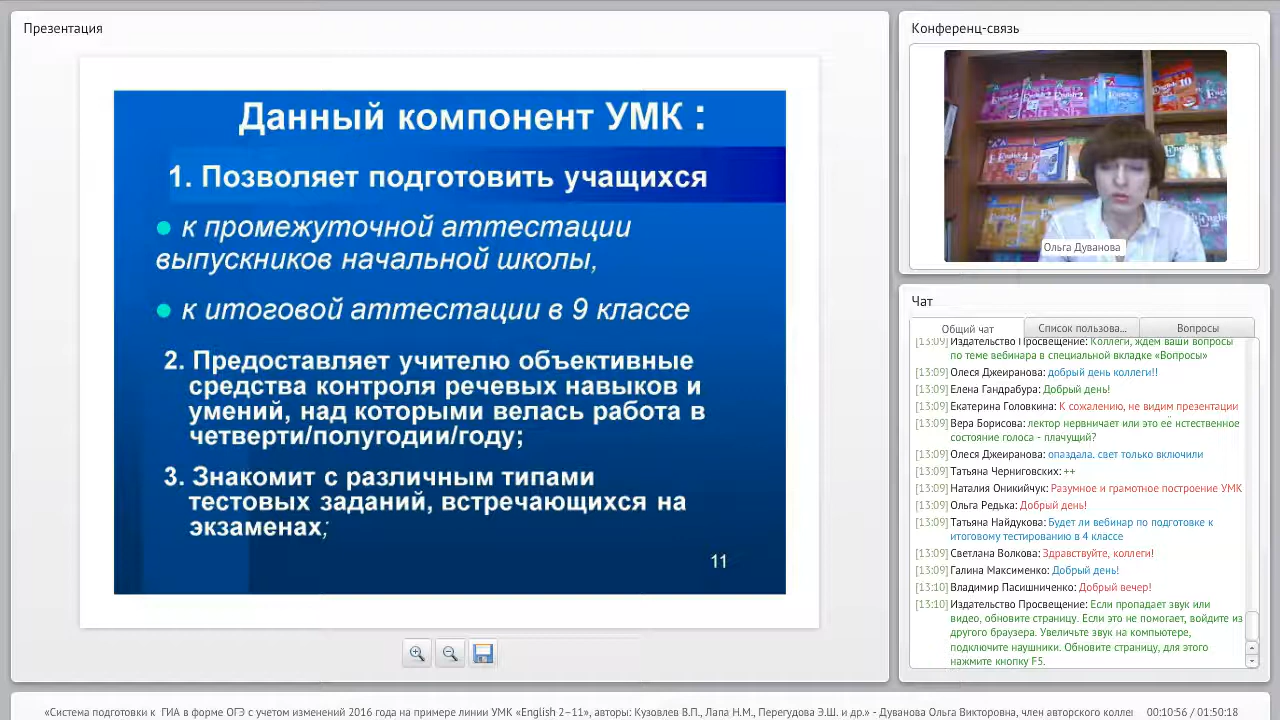 Презентация
Данный компонент УМК :
1. Позволяет подготовить учащихся
к промежуточной аттестации
выпускников начальной школы,
к итоговой аттестации в 9 классе
2. Предоставляет учителю объективные
средства контроля речевых навыков и
умений, над которыми велась работа в
четверти/полугодии/году;
3. Знакомит с различным типами
тестовых заданий, встречающихся на
экзаменах;
11
Конференц-связь
Ольга Дуванова
Чат
Общий чат
Список пользова...
Вопросы
[13:09] Издательство Просвещение: Коллеги, ждем ваши вопросы
по теме вебинара в специальной вкладке «Вопросы»
[13:09] Олеся Джеиранова: добрый день коллеги!!
[13:09] Елена Гандрабура: Добрый день!
[13:09] Екатерина Головкина: К сожалению, не видим презентации
[13:09] Вера Борисова: лектор нервничает или это её нстественное
состояние голоса - плачущий?
[13:09] Олеся Джеиранова: опаздала. свет только включили
[13:09] Татьяна Черниговских: ++
[13:09] Наталия Оникийчук: Разумное и грамотное построение УМК
[13:09] Ольга Редька: Добрый день!
[13:09] Татьяна Найдукова: Будет ли вебинар по подготовке к
итоговому тестированию в 4 классе
[13:09] Светлана Волкова: Здравствуйте, коллеги!
[13:09] Галина Максименко: Добрый день!
[13:10] Владимир Пасишниченко: Добрый вечер!
[13:10] Издательство Просвещение: Если пропадает звук или
видео, обновите страницу. Если это не помогает, войдите из
другого браузера. Увеличьте звук на компьютере,
подключите наушники. Обновите страницу, для этого
нажмите кнопку F5.
«Система подготовки к ГИА в форме ОГЭ с учетом изменений 2016 года на примере линии УМК «English 2–11», авторы: Кузовлев В.П., Лапа Н.М., Перегудова Э.Ш. и др.» - Дуванова Ольга Викторовна, член авторского коллег
00:10:56 / 01:50:18